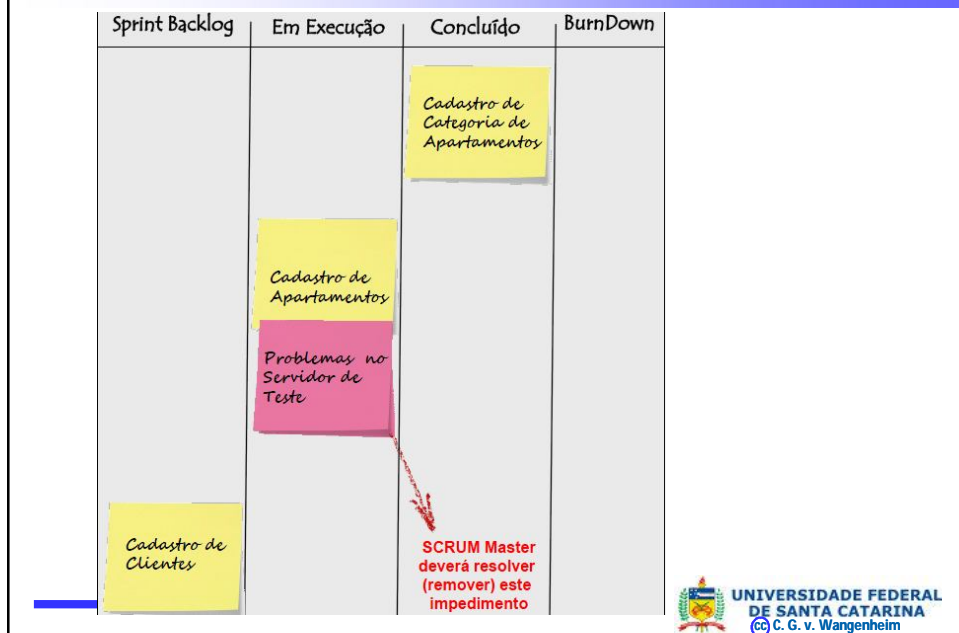 Sprint Backlog
Em Execução
Concluído
BurnDown
Cadastro de
Categoria de
Apartamentos
Cadastro de
Apartamentos
Problemas no
Servidor de
Teste
Cadastro de
Clientes
SCRUM Master
deverá resolver
(remover) este
impedimento
UNIVERSIDADE FEDERAL
DE SANTA CATARINA
(cc) C. G. v. Wangenheim